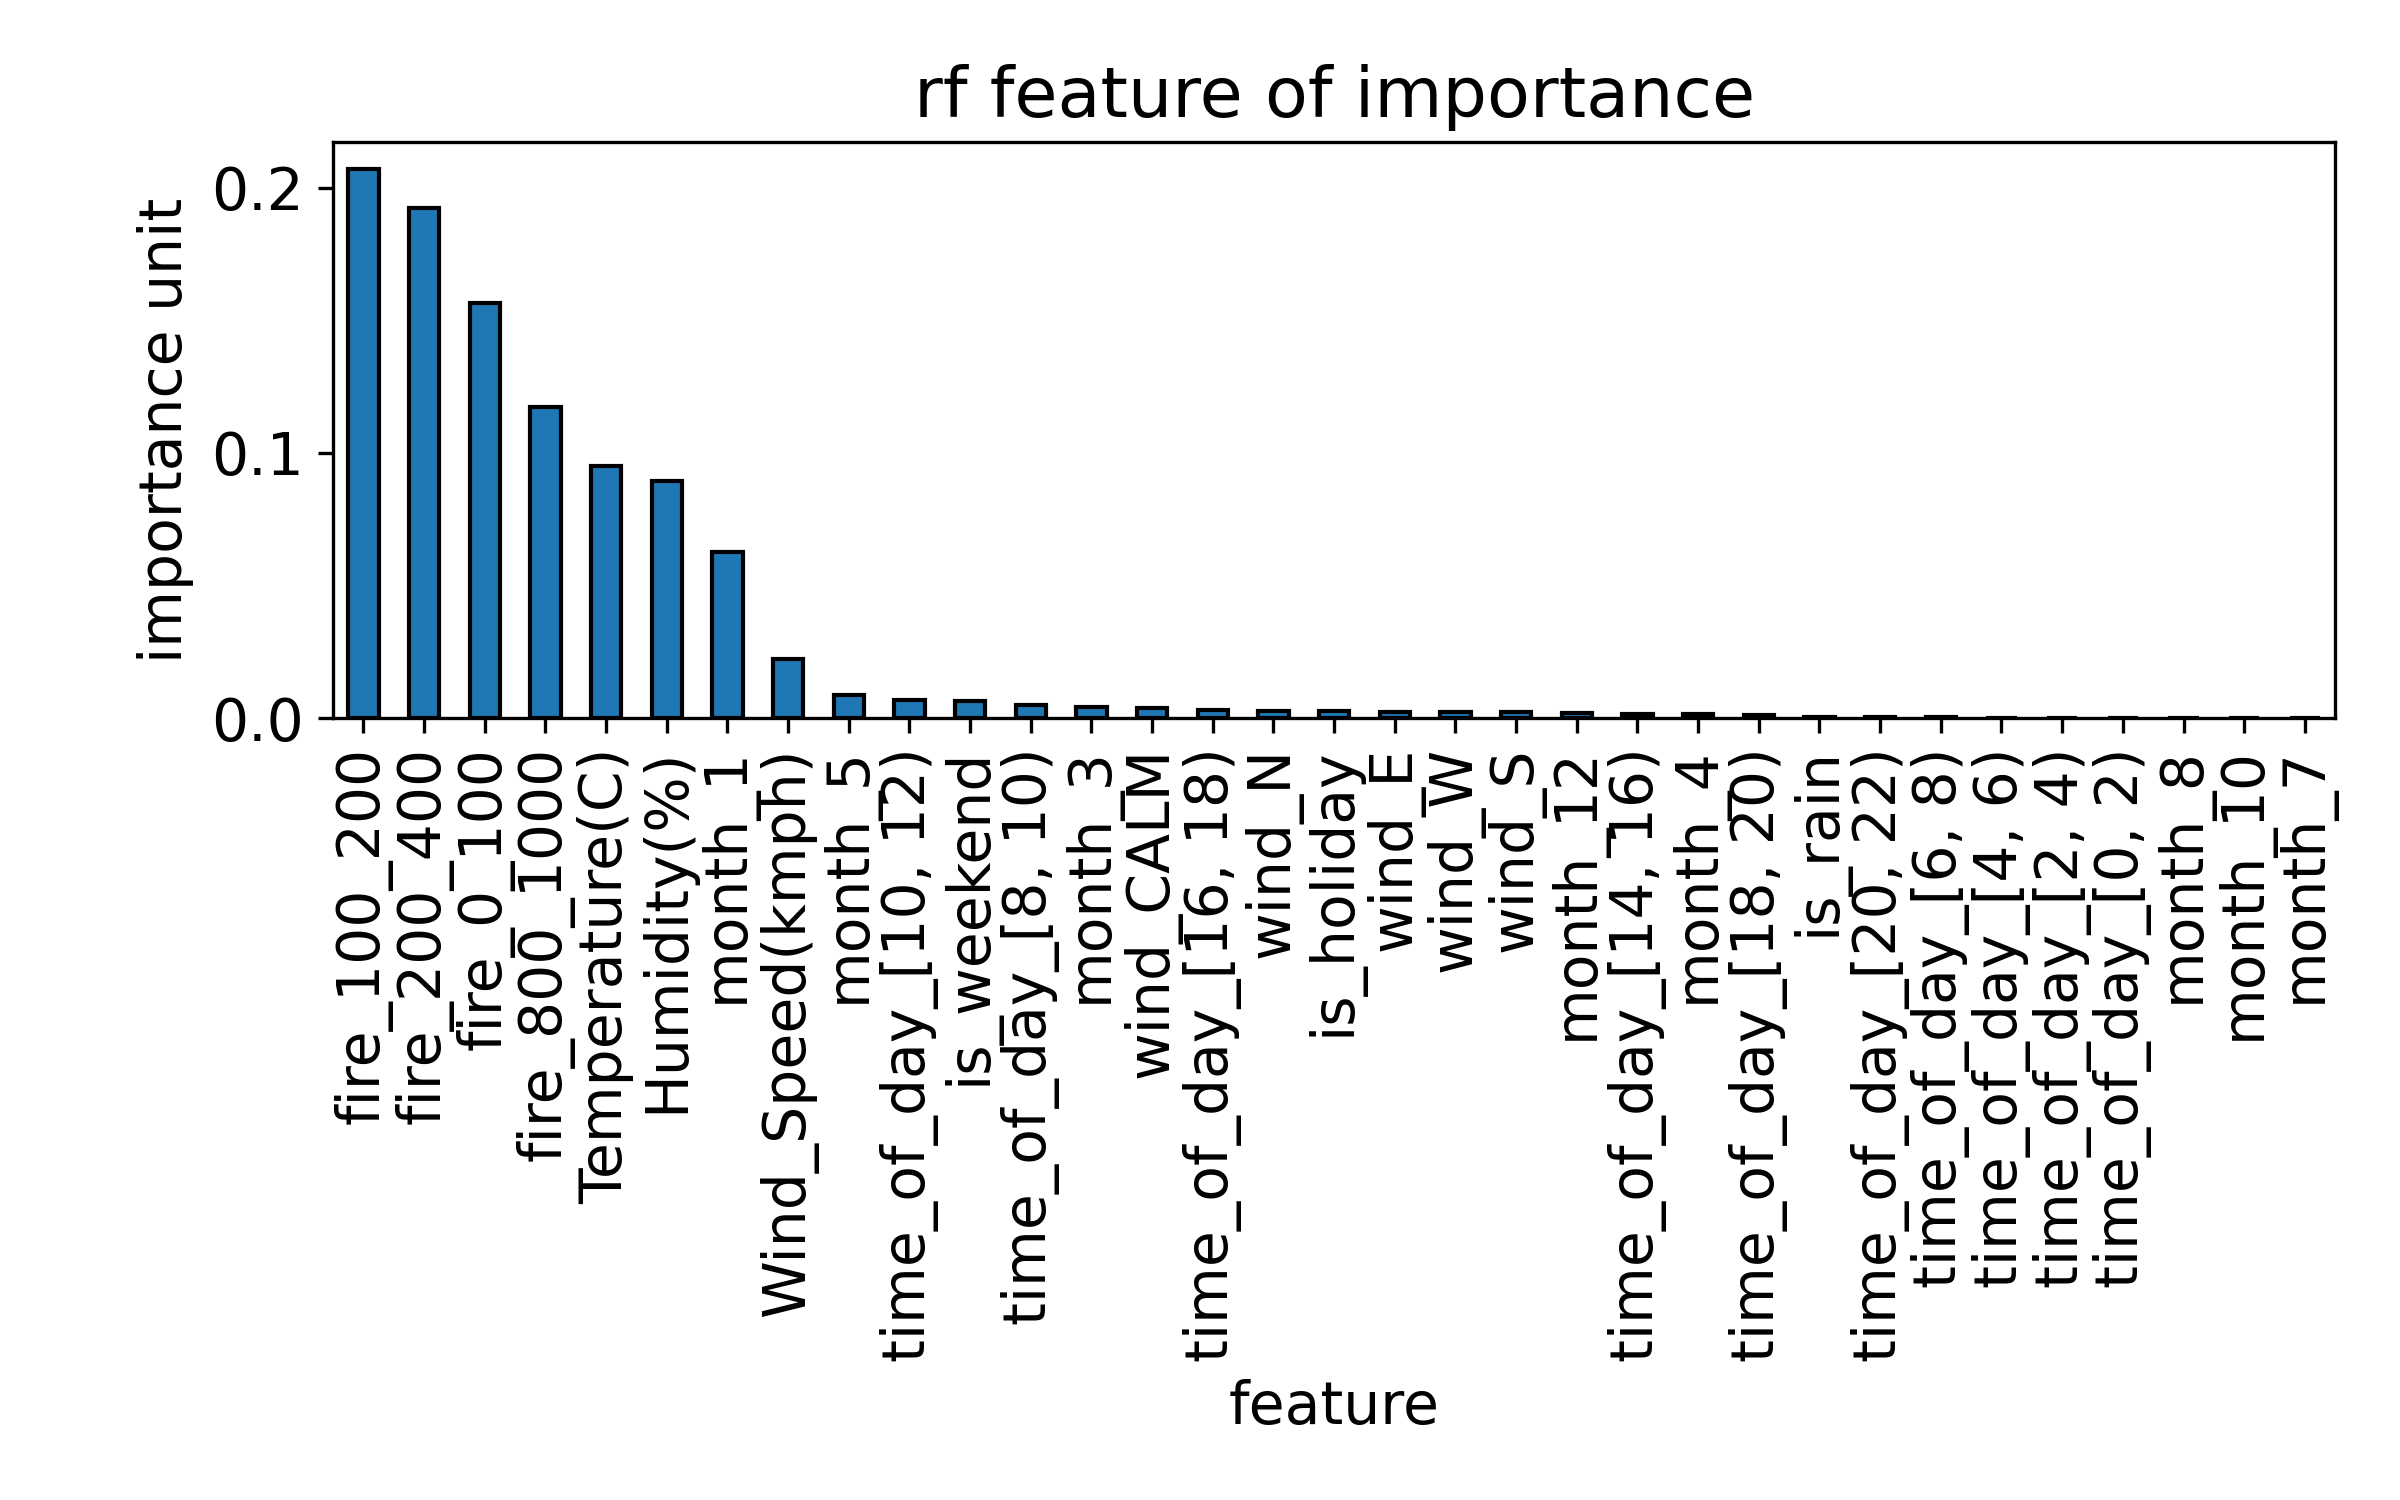 rf feature of importance
importance unit
0.2
0.1
0.0
fire_100_200
fire_200_400
fire_0_100
fire_800_1000
Temperature(C)
Humidity(%)
month_1
Wind_Speed(kmph)
month_5
time_of_day_[10, 12)
is_weekend
time_of_day_[8, 10)
month_3
wind_CALM
time_of_day_[16, 18)
wind_N
is_holiday
wind_E
wind_W
wind_S
month_12
time_of_day_[14, 16)
month_4
time_of_day_[18, 20)
is_rain
time_of_day_[20, 22)
time_of_day_[6, 8)
time_of_day_[4, 6)
time_of_day_[2, 4)
time_of_day_[0, 2)
month_8
month_10
month_7
feature